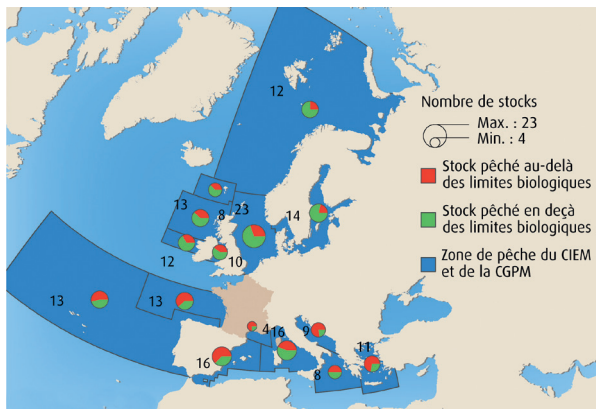 12
Nombre de stocks
Max. : 23
Min. : 4
Stock pêché au-delà
des limites biologiques
Stock pêché en deçà
des limites biologiques
Zone de pêche du CIEM
et de la CGPM
13
8
23
14
12
10
13
13
4
16
9
11
16
8